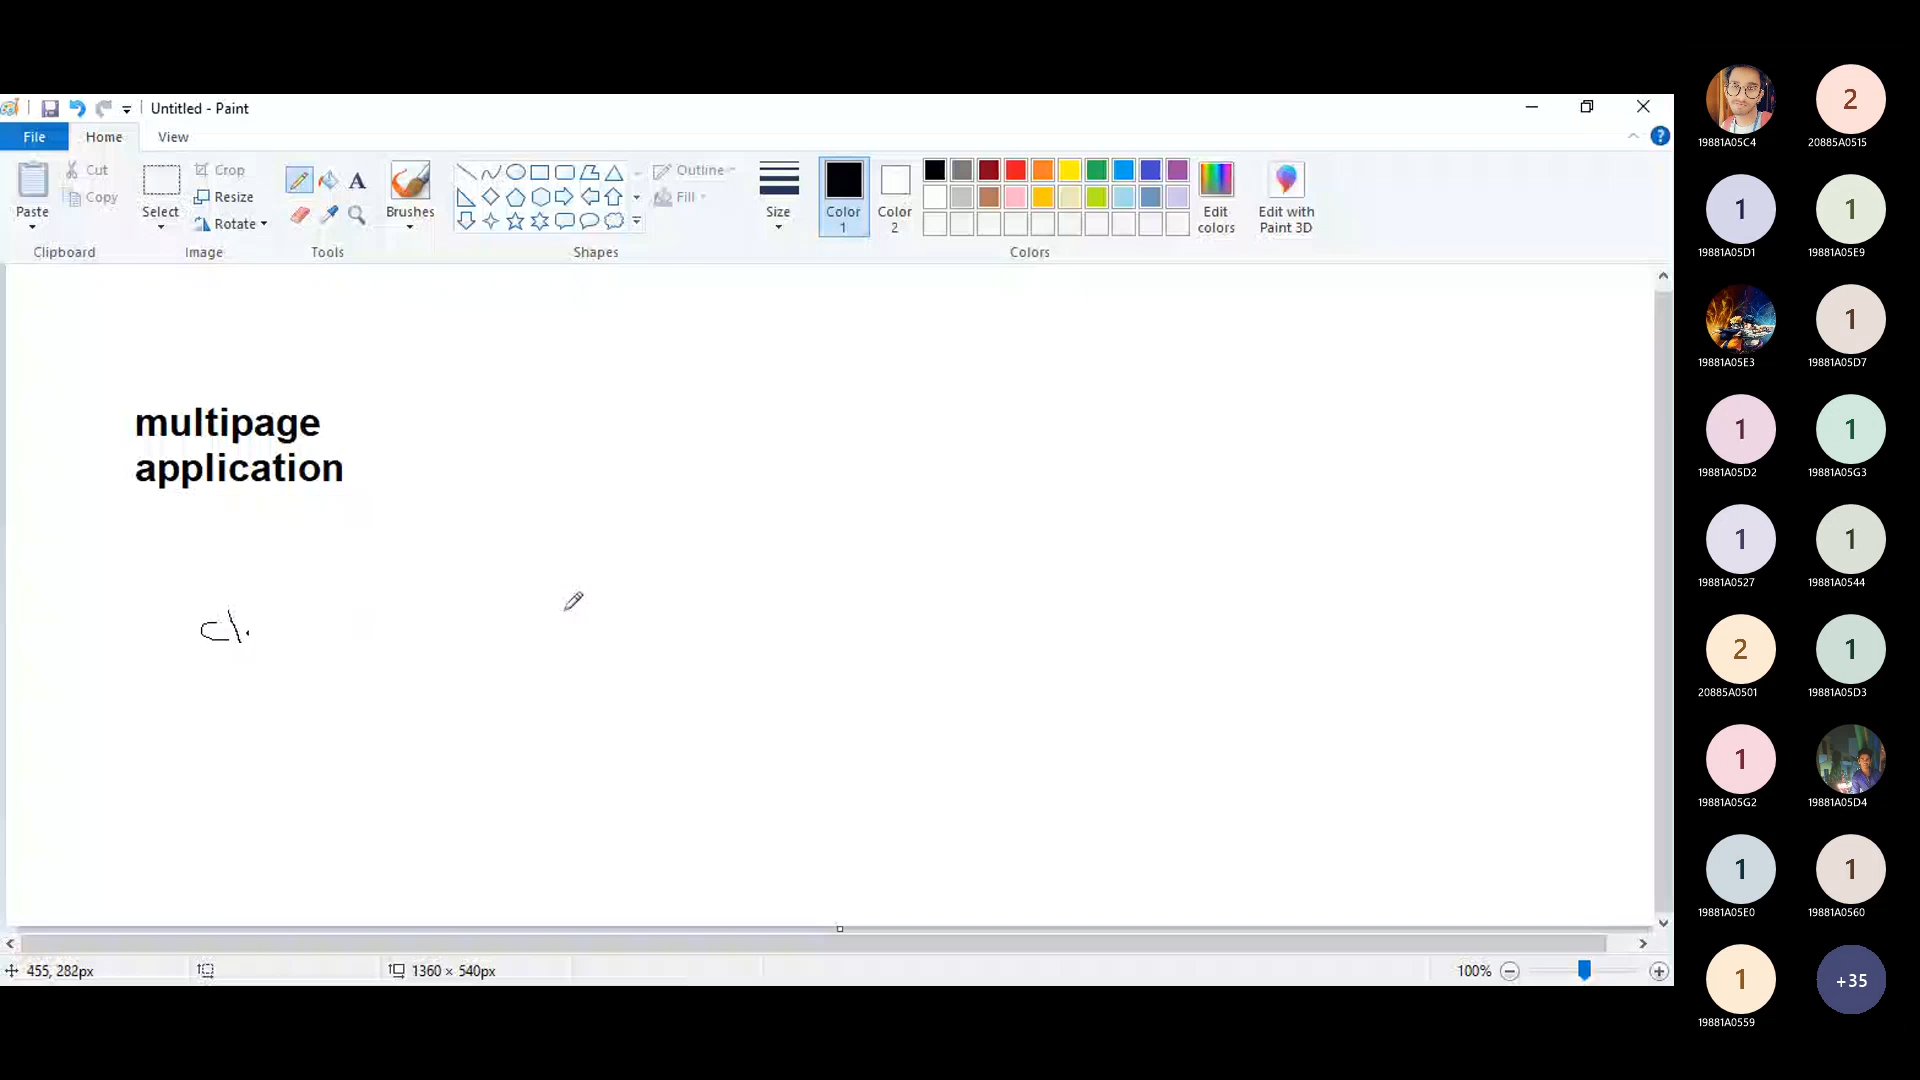 Untitled - Paint
File
Home
View
Paste
Cut
Copy
Clipboard
Select
Crop
Resize
Rotate
Image
A
Tools
Brushes
Shapes
Outline
Fill
Size
Color
1
Color
2
Edit
colors
Edit with
Paint 3D
Colors
?
multipage
application
455, 282px
1360 × 540px
100%
19881A05C4
2
20885A0515
1
19881A05D1
1
19881A05E9
19881A05E3
1
19881A05D7
1
19881A05D2
1
19881A05G3
1
19881A0527
1
19881A0544
2
20885A0501
1
19881A05D3
1
19881A05G2
19881A05D4
1
19881A05E0
1
19881A0560
1
19881A0559
+35